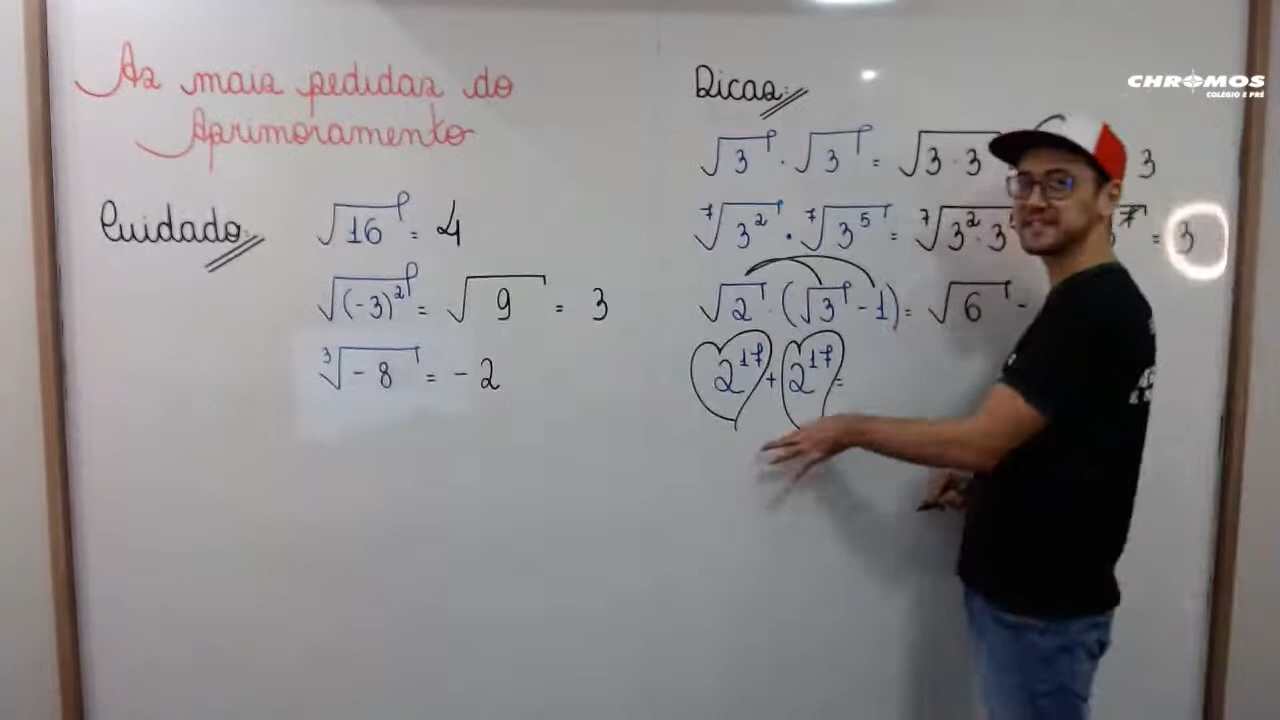 As mais pedidas do
Aprimoramento
Cuidado:
√16 = 4
√(-3)² = √9 = 3
³√-8 = -2
Dicas:
√3 · √3 = √3 · 3 3
⁷√3² · ⁷√3⁵ = ⁷√3² · 3 7 = 3
√2 · (√3 - 1) = √6 -
2¹⁷ + 2¹⁷ =
CHROMOS
COLÉGIO E PRÉ